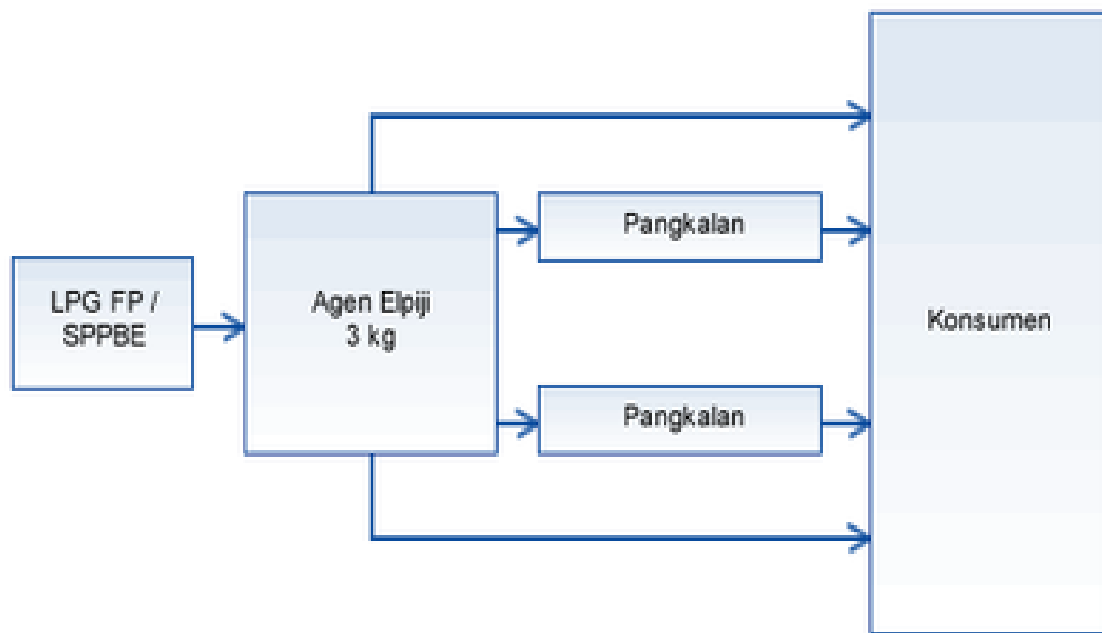 LPG FP /
SPPBE
Agen Elpiji
3 kg
Pangkalan
Pangkalan
Konsumen